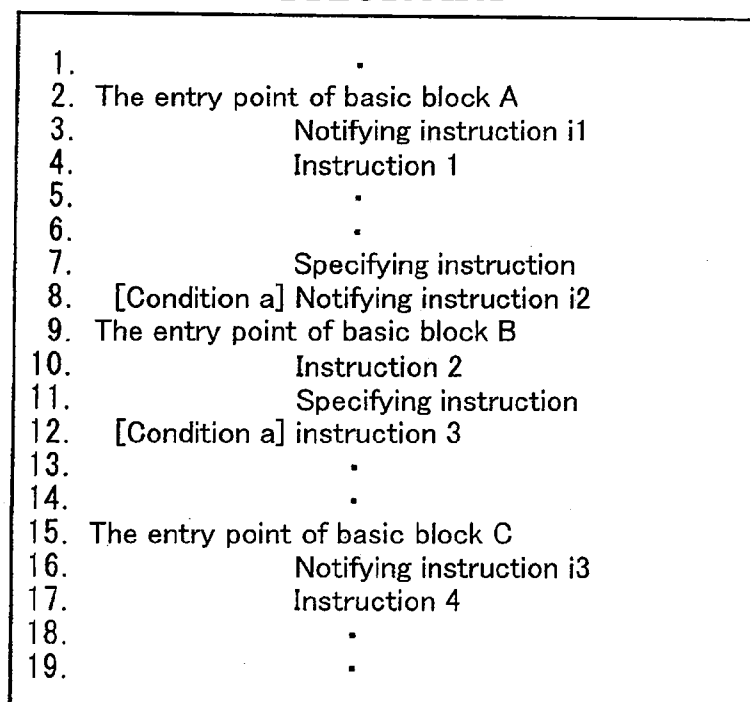 1. ·
2. The entry point of basic block A
3. Notifying instruction i1
4. Instruction 1
5. ·
6. ·
7. Specifying instruction
8. [Condition a] Notifying instruction i2
9. The entry point of basic block B
10. Instruction 2
11. Specifying instruction
12. [Condition a] instruction 3
13. ·
14. ·
15. The entry point of basic block C
16. Notifying instruction i3
17. Instruction 4
18. ·
19. ·